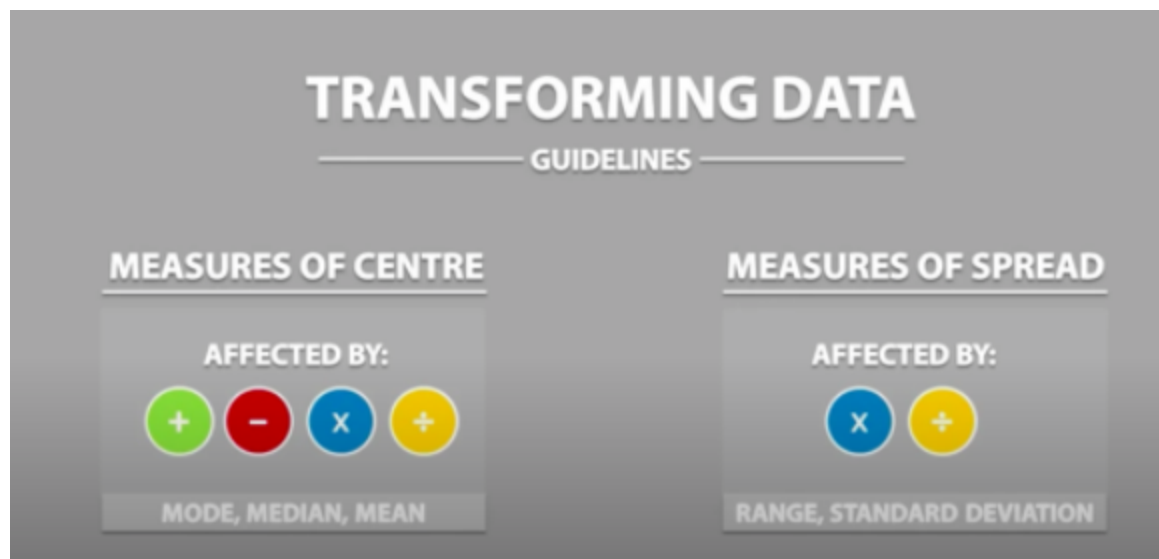 TRANSFORMING DATA
GUIDELINES
MEASURES OF CENTRE
AFFECTED BY:
+ − x ÷
MODE, MEDIAN, MEAN
MEASURES OF SPREAD
AFFECTED BY:
x ÷
RANGE, STANDARD DEVIATION